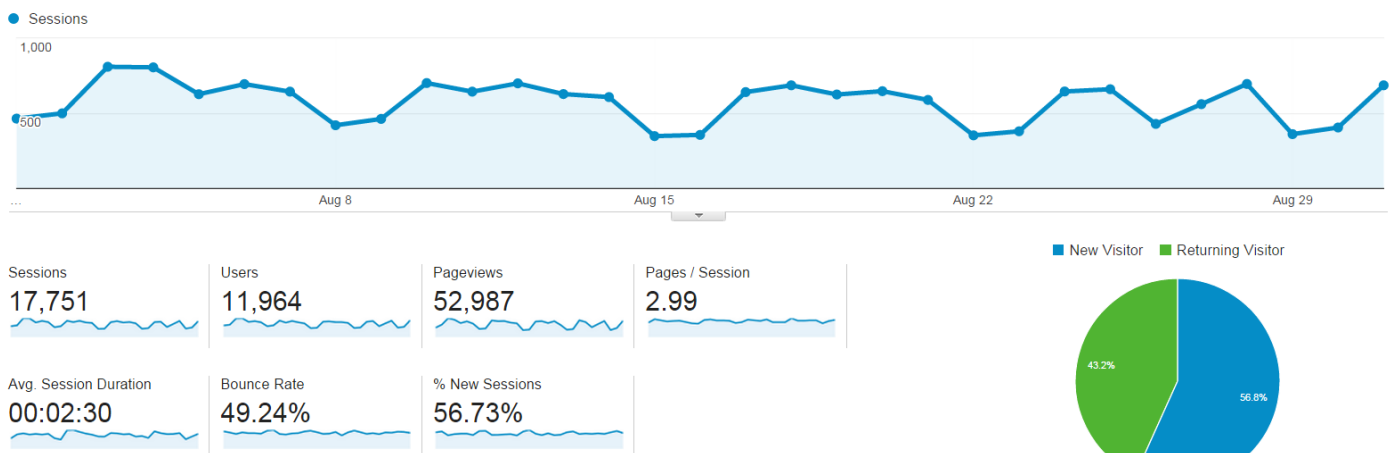 Sessions
1,000
500
... Aug 8 Aug 15 Aug 22 Aug 29
New Visitor Returning Visitor
Sessions Users Pageviews Pages / Session
17,751 11,964 52,987 2.99
43.2%
Avg. Session Duration Bounce Rate % New Sessions
56.8%
00:02:30 49.24% 56.73%